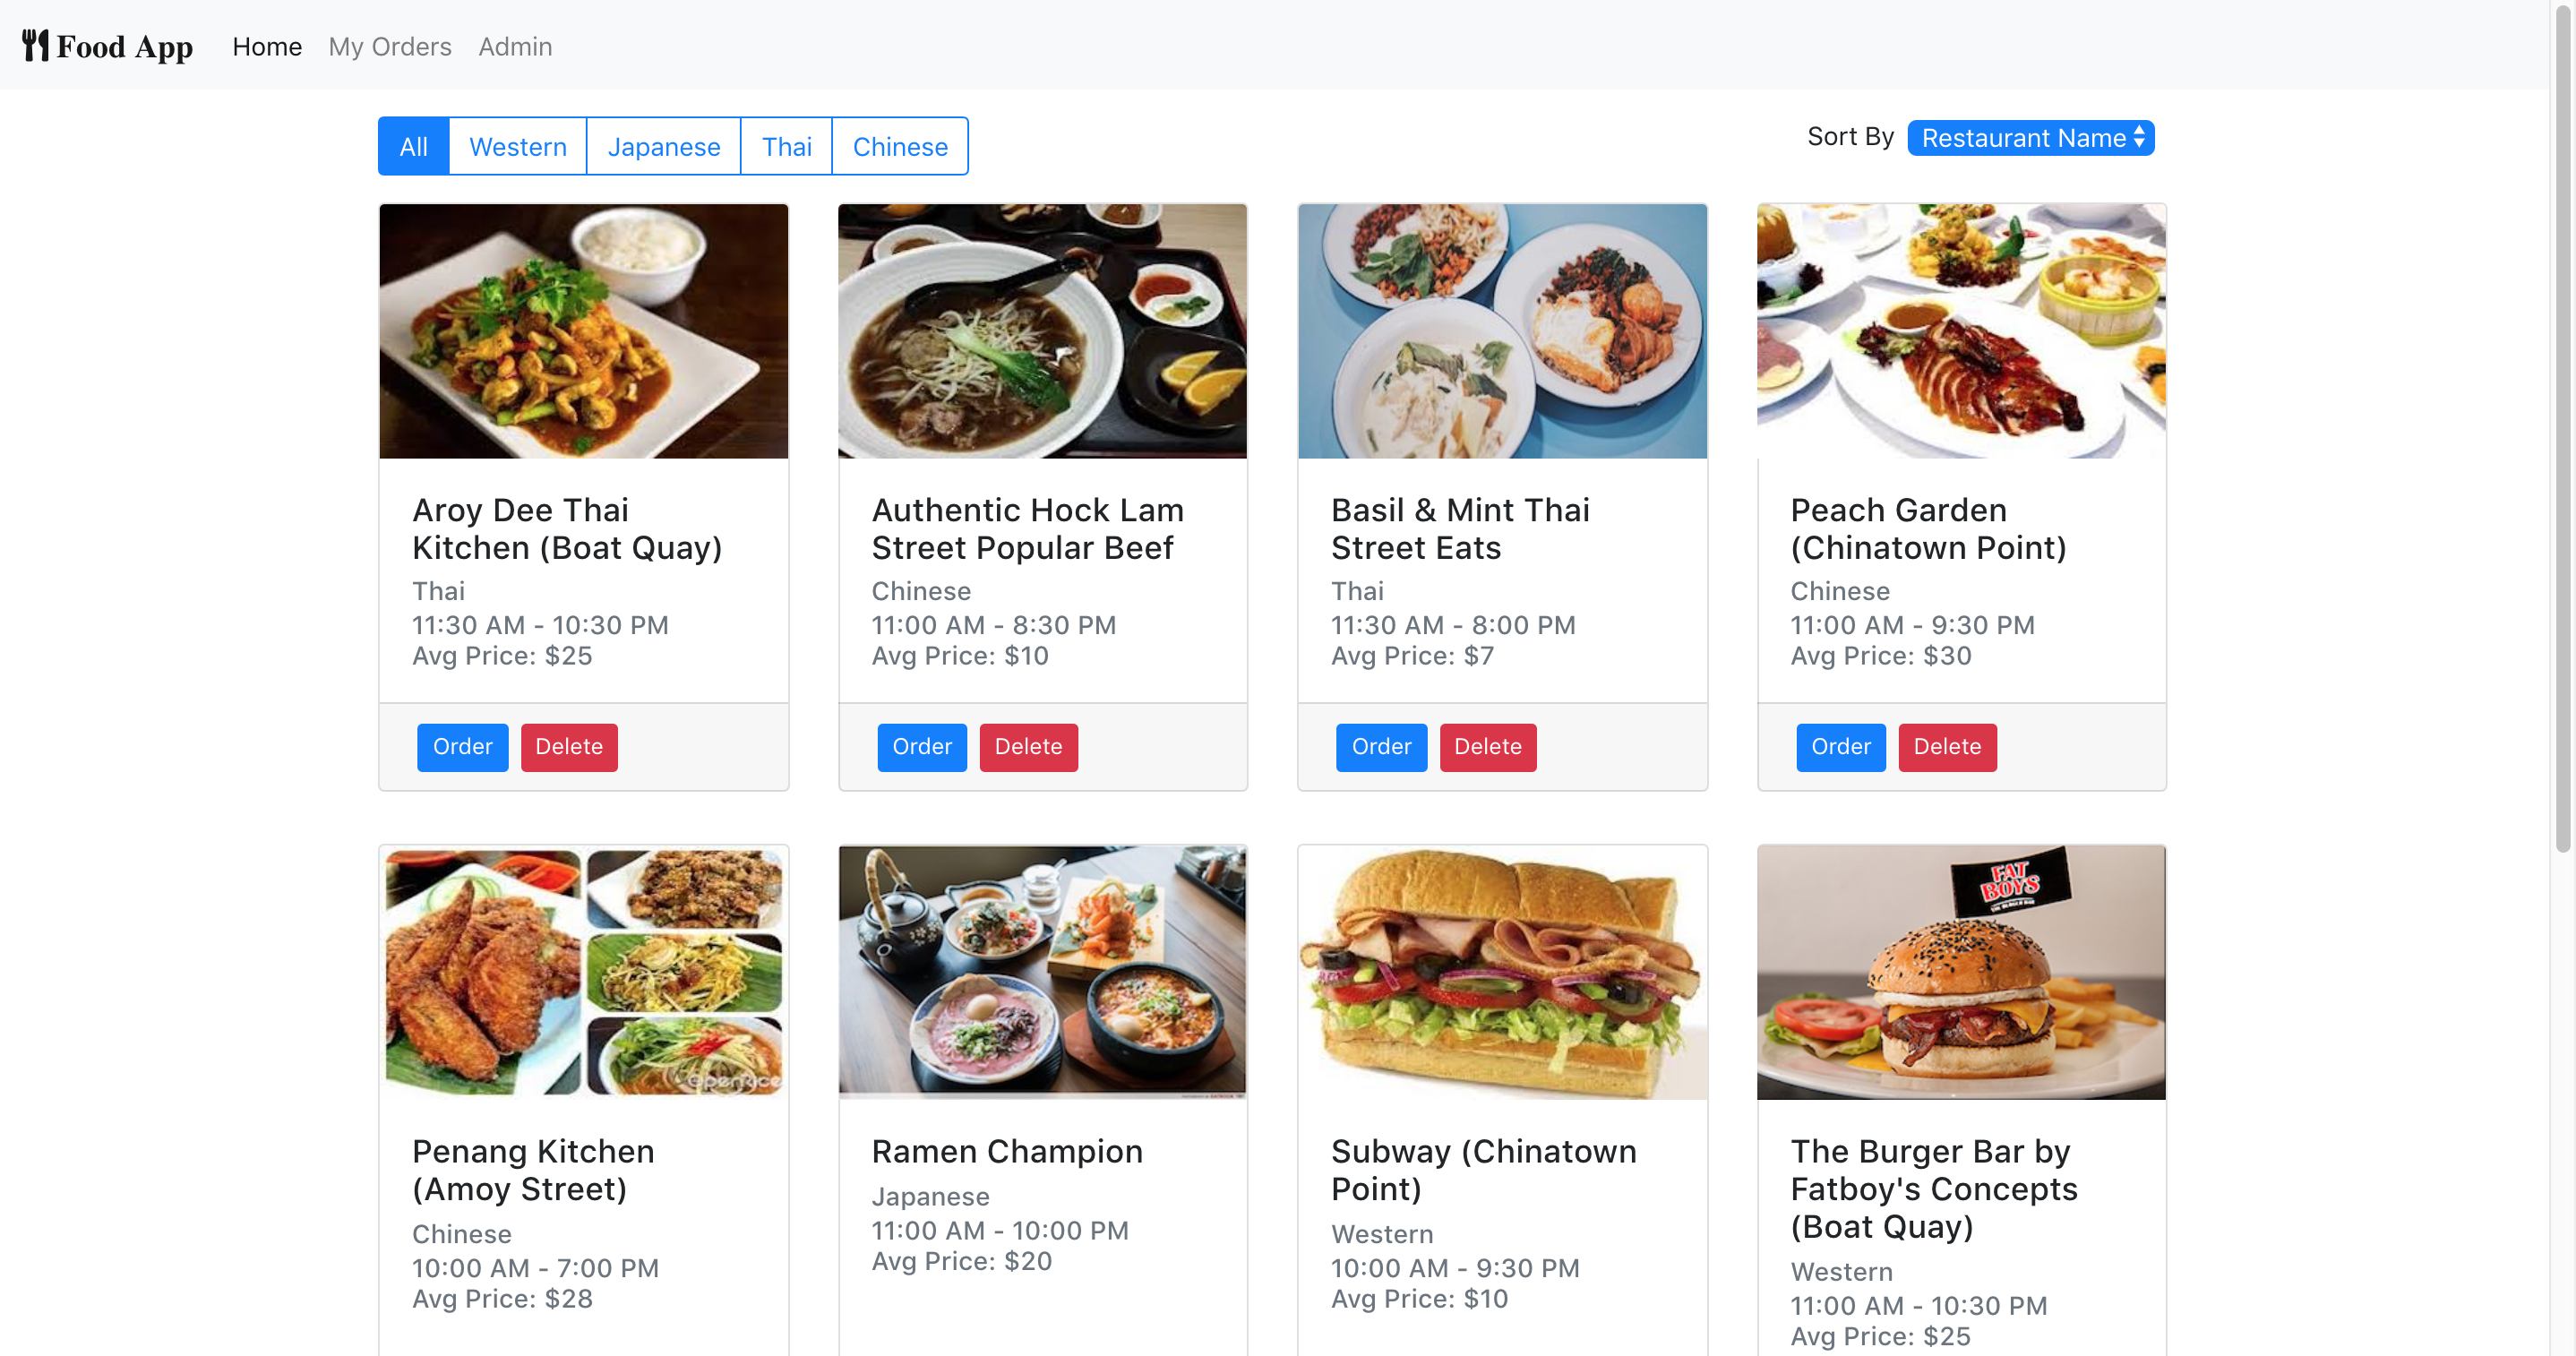 Food App Home My Orders Admin
All Western Japanese Thai Chinese
Sort By Restaurant Name
Aroy Dee Thai
Kitchen (Boat Quay)
Thai
11:30 AM - 10:30 PM
Avg Price: $25
Order Delete
Authentic Hock Lam
Street Popular Beef
Chinese
11:00 AM - 8:30 PM
Avg Price: $10
Order Delete
Basil & Mint Thai
Street Eats
Thai
11:30 AM - 8:00 PM
Avg Price: $7
Order Delete
Peach Garden
(Chinatown Point)
Chinese
11:00 AM - 9:30 PM
Avg Price: $30
Order Delete
openrice
Penang Kitchen
(Amoy Street)
Chinese
10:00 AM - 7:00 PM
Avg Price: $28
Ramen Champion
Japanese
11:00 AM - 10:00 PM
Avg Price: $20
Subway (Chinatown
Point)
Western
10:00 AM - 9:30 PM
Avg Price: $10
FAT
BOYS
THE BURGER BAR
The Burger Bar by
Fatboy's Concepts
(Boat Quay)
Western
11:00 AM - 10:30 PM
Avg Price: $25